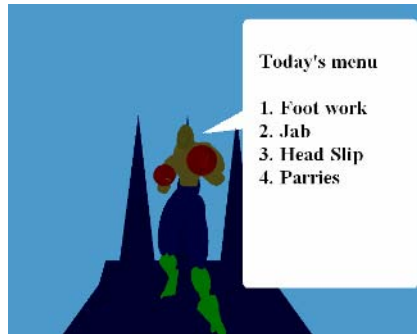 Today's menu
1. Foot work
2. Jab
3. Head Slip
4. Parries